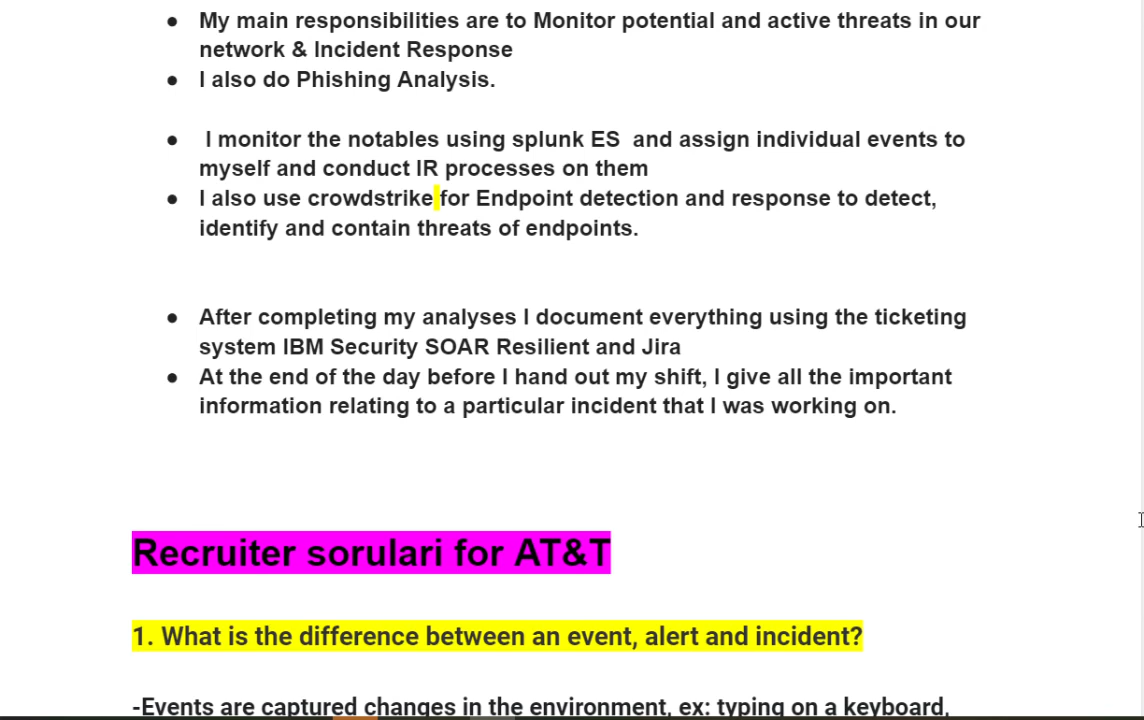 ● My main responsibilities are to Monitor potential and active threats in our
network & Incident Response
● I also do Phishing Analysis.
● I monitor the notables using splunk ES and assign individual events to
myself and conduct IR processes on them
● I also use crowdstrike for Endpoint detection and response to detect,
identify and contain threats of endpoints.
● After completing my analyses I document everything using the ticketing
system IBM Security SOAR Resilient and Jira
● At the end of the day before I hand out my shift, I give all the important
information relating to a particular incident that I was working on.
Recruiter sorulari for AT&T
1. What is the difference between an event, alert and incident?
-Events are captured changes in the environment, ex: typing on a keyboard,